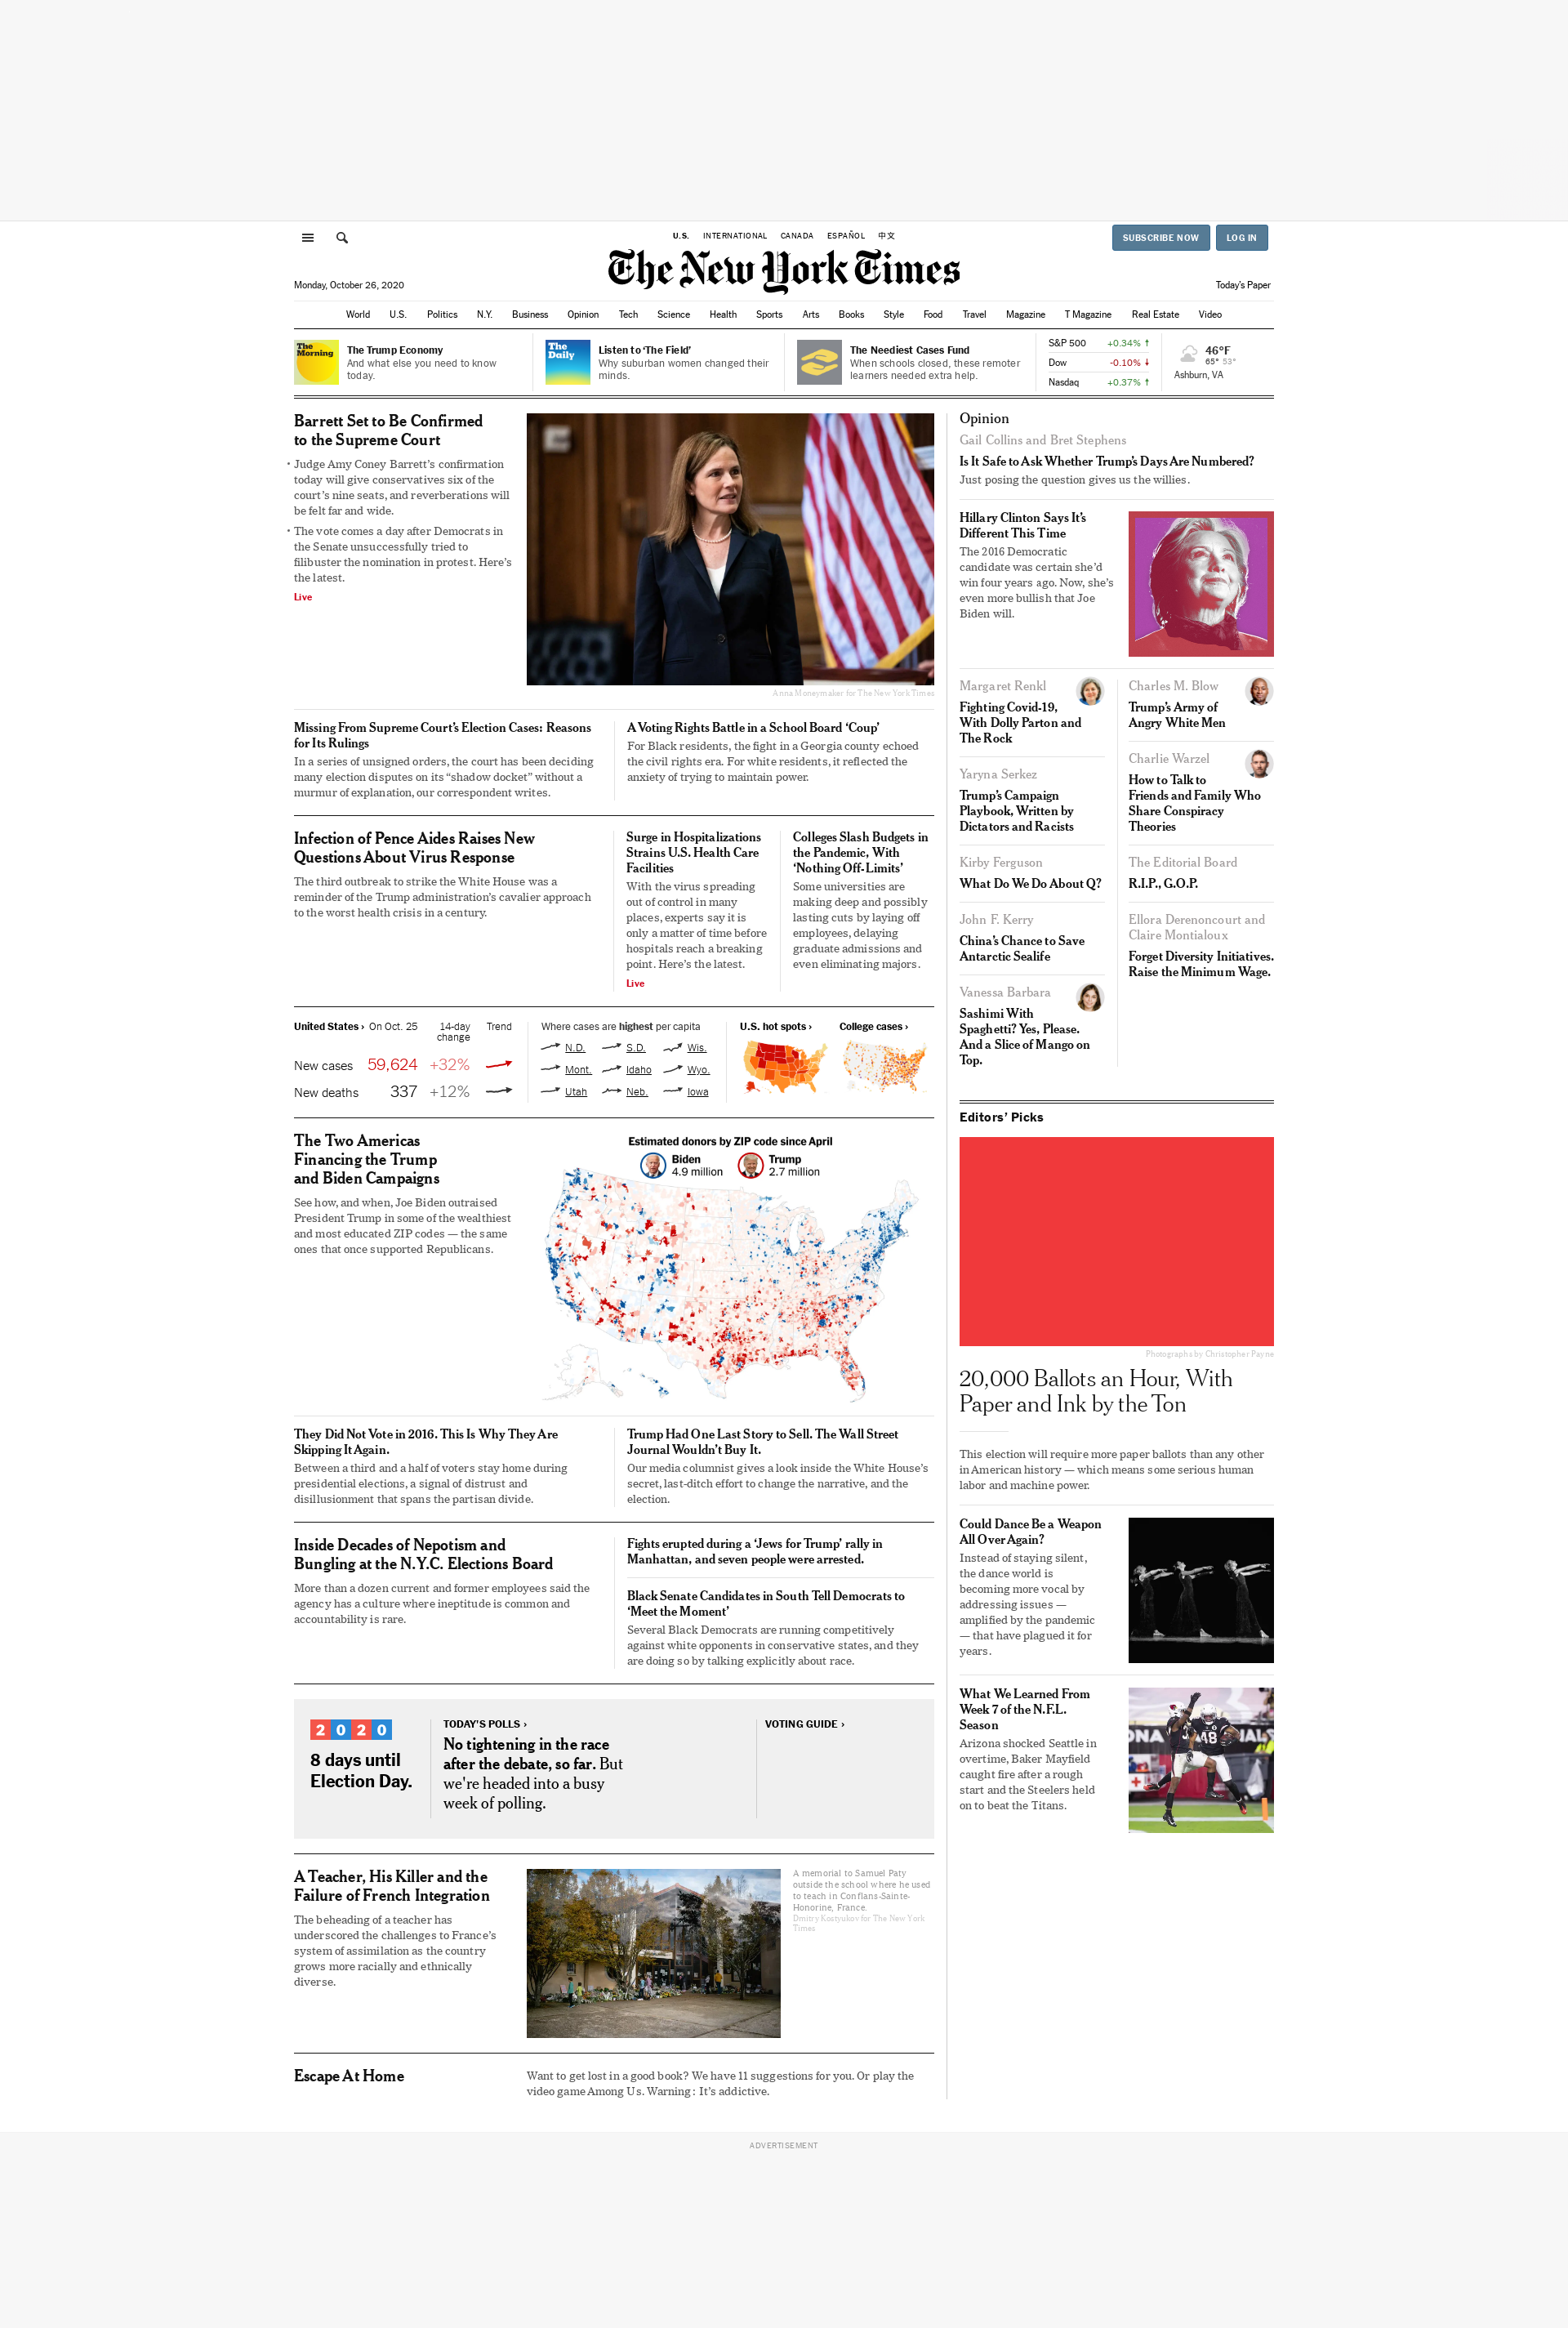 U.S. INTERNATIONAL CANADA ESPAÑOL 中文
SUBSCRIBE NOW LOG IN
The New York Times
Monday, October 26, 2020
Today's Paper
World U.S. Politics N.Y. Business Opinion Tech Science Health Sports Arts Books Style Food Travel Magazine T Magazine Real Estate Video
The Morning
The Trump Economy
And what else you need to know
today.
The Daily
Listen to ‘The Field’
Why suburban women changed their
minds.
The Neediest Cases Fund
When schools closed, these remoter
learners needed extra help.
S&P 500 +0.34% ↑
Dow -0.10% ↓
Nasdaq +0.37% ↑
46°F
65° 53°
Ashburn, VA
Barrett Set to Be Confirmed
to the Supreme Court
• Judge Amy Coney Barrett’s confirmation
today will give conservatives six of the
court’s nine seats, and reverberations will
be felt far and wide.
• The vote comes a day after Democrats in
the Senate unsuccessfully tried to
filibuster the nomination in protest. Here’s
the latest.
Live
Anna Moneymaker for The New York Times
Missing From Supreme Court’s Election Cases: Reasons
for Its Rulings
In a series of unsigned orders, the court has been deciding
many election disputes on its “shadow docket” without a
murmur of explanation, our correspondent writes.
A Voting Rights Battle in a School Board ‘Coup’
For Black residents, the fight in a Georgia county echoed
the civil rights era. For white residents, it reflected the
anxiety of trying to maintain power.
Infection of Pence Aides Raises New
Questions About Virus Response
The third outbreak to strike the White House was a
reminder of the Trump administration’s cavalier approach
to the worst health crisis in a century.
Surge in Hospitalizations
Strains U.S. Health Care
Facilities
With the virus spreading
out of control in many
places, experts say it is
only a matter of time before
hospitals reach a breaking
point. Here’s the latest.
Live
Colleges Slash Budgets in
the Pandemic, With
‘Nothing Off-Limits’
Some universities are
making deep and possibly
lasting cuts by laying off
employees, delaying
graduate admissions and
even eliminating majors.
United States › On Oct. 25 14-day
change Trend
New cases 59,624 +32%
New deaths 337 +12%
Where cases are highest per capita
N.D. S.D. Wis.
Mont. Idaho Wyo.
Utah Neb. Iowa
U.S. hot spots ›
College cases ›
The Two Americas
Financing the Trump
and Biden Campaigns
See how, and when, Joe Biden outraised
President Trump in some of the wealthiest
and most educated ZIP codes — the same
ones that once supported Republicans.
Estimated donors by ZIP code since April
Biden
4.9 million
Trump
2.7 million
They Did Not Vote in 2016. This Is Why They Are
Skipping It Again.
Between a third and a half of voters stay home during
presidential elections, a signal of distrust and
disillusionment that spans the partisan divide.
Trump Had One Last Story to Sell. The Wall Street
Journal Wouldn’t Buy It.
Our media columnist gives a look inside the White House’s
secret, last-ditch effort to change the narrative, and the
election.
Inside Decades of Nepotism and
Bungling at the N.Y.C. Elections Board
More than a dozen current and former employees said the
agency has a culture where ineptitude is common and
accountability is rare.
Fights erupted during a ‘Jews for Trump’ rally in
Manhattan, and seven people were arrested.
Black Senate Candidates in South Tell Democrats to
‘Meet the Moment’
Several Black Democrats are running competitively
against white opponents in conservative states, and they
are doing so by talking explicitly about race.
2020
8 days until
Election Day.
TODAY’S POLLS ›
No tightening in the race
after the debate, so far. But
we're headed into a busy
week of polling.
VOTING GUIDE ›
A Teacher, His Killer and the
Failure of French Integration
The beheading of a teacher has
underscored the challenges to France’s
system of assimilation as the country
grows more racially and ethnically
diverse.
A memorial to Samuel Paty
outside the school where he used
to teach in Conflans-Sainte-
Honorine, France.
Dmitry Kostyukov for The New York
Times
Escape At Home
Want to get lost in a good book? We have 11 suggestions for you. Or play the
video game Among Us. Warning: It’s addictive.
Opinion
Gail Collins and Bret Stephens
Is It Safe to Ask Whether Trump’s Days Are Numbered?
Just posing the question gives us the willies.
Hillary Clinton Says It’s
Different This Time
The 2016 Democratic
candidate was certain she’d
win four years ago. Now, she’s
even more bullish that Joe
Biden will.
Margaret Renkl
Fighting Covid-19,
With Dolly Parton and
The Rock
Yaryna Serkez
Trump’s Campaign
Playbook, Written by
Dictators and Racists
Kirby Ferguson
What Do We Do About Q?
John F. Kerry
China’s Chance to Save
Antarctic Sealife
Vanessa Barbara
Sashimi With
Spaghetti? Yes, Please.
And a Slice of Mango on
Top.
Charles M. Blow
Trump’s Army of
Angry White Men
Charlie Warzel
How to Talk to
Friends and Family Who
Share Conspiracy
Theories
The Editorial Board
R.I.P., G.O.P.
Ellora Derenoncourt and
Claire Montialoux
Forget Diversity Initiatives.
Raise the Minimum Wage.
Editors’ Picks
Photographs by Christopher Payne
20,000 Ballots an Hour, With
Paper and Ink by the Ton
This election will require more paper ballots than any other
in American history — which means some serious human
labor and machine power.
Could Dance Be a Weapon
All Over Again?
Instead of staying silent,
the dance world is
becoming more vocal by
addressing issues —
amplified by the pandemic
— that have plagued it for
years.
What We Learned From
Week 7 of the N.F.L.
Season
Arizona shocked Seattle in
overtime, Baker Mayfield
caught fire after a rough
start and the Steelers held
on to beat the Titans.
48
ADVERTISEMENT